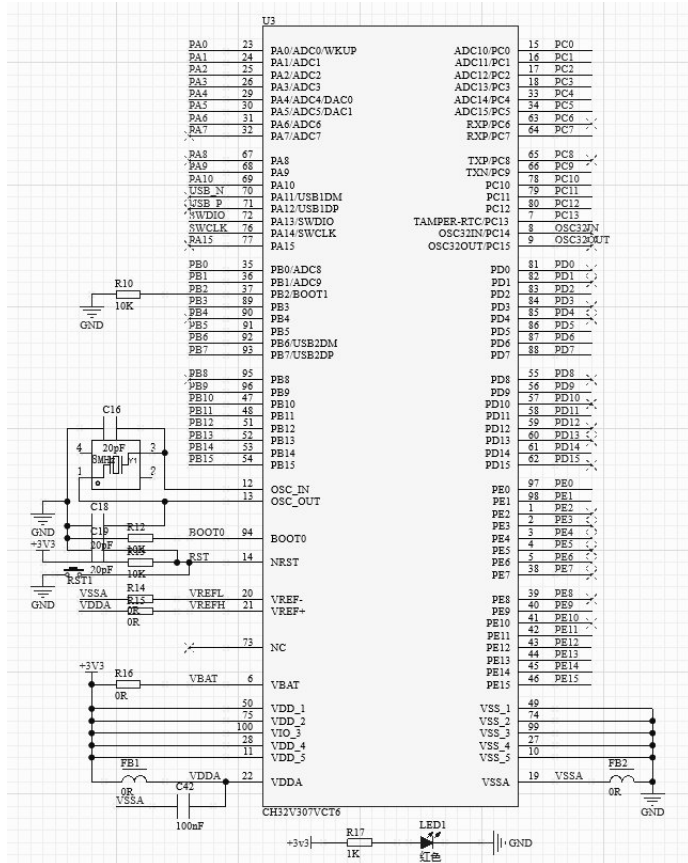 U3
PA0 23 PA0/ADC0/WKUP ADC10/PC0 15 PC0
PA1 24 PA1/ADC1 ADC11/PC1 16 PC1
PA2 25 PA2/ADC2 ADC12/PC2 17 PC2
PA3 26 PA3/ADC3 ADC13/PC3 18 PC3
PA4 29 PA4/ADC4/DAC0 ADC14/PC4 33 PC4
PA5 30 PA5/ADC5/DAC1 ADC15/PC5 34 PC5
PA6 31 PA6/ADC6 RXP/PC6 63 PC6
PA7 32 PA7/ADC7 RXP/PC7 64 PC7
PA8 67 PA8 TXP/PC8 65 PC8
PA9 68 PA9 TXN/PC9 66 PC9
PA10 69 PA10 PC10 78 PC10
USB_N 70 PA11/USB1DM PC11 79 PC11
USB_P 71 PA12/USB1DP PC12 80 PC12
SWDIO 72 PA13/SWDIO TAMPER-RTC/PC13 7 PC13
SWCLK 76 PA14/SWCLK OSC32IN/PC14 8 OSC32IN
PA15 77 PA15 OSC32OUT/PC15 9 OSC32OUT
PB0 35 PB0/ADC8 PD0 81 PD0
PB1 36 PB1/ADC9 PD1 82 PD1
R10 10K GND PB2 37 PB2/BOOT1 PD2 83 PD2
PB3 89 PB3 PD3 84 PD3
PB4 90 PB4 PD4 85 PD4
PB5 91 PB5 PD5 86 PD5
PB6 92 PB6/USB2DM PD6 87 PD6
PB7 93 PB7/USB2DP PD7 88 PD7
PB8 95 PB8 PD8 55 PD8
PB9 96 PB9 PD9 56 PD9
PB10 47 PB10 PD10 57 PD10
PB11 48 PB11 PD11 58 PD11
PB12 51 PB12 PD12 59 PD12
PB13 52 PB13 PD13 60 PD13
PB14 53 PB14 PD14 61 PD14
PB15 54 PB15 PD15 62 PD15
C16
20pF
4 3
Y1
1 2
12 OSC_IN PE0 97 PE0
13 OSC_OUT PE1 98 PE1
C18
20pF
GND
PE2 1 PE2
PE3 2 PE3
R12 BOOT0 94 BOOT0 PE4 3 PE4
C19
20pF
PE5 4 PE5
+3V3 10K RST 14 NRST PE6 5 PE6
PE7 38 PE7
RST1
GND
VSSA R14 0R VREFL 20 VREF- PE8 39 PE8
VDDA R15 0R VREFH 21 VREF+ PE9 40 PE9
PE10 41 PE10
PE11 42 PE11
73 NC PE12 43 PE12
PE13 44 PE13
PE14 45 PE14
+3V3 R16 0R VBAT 6 VBAT PE15 46 PE15
50 VDD_1 VSS_1 49
75 VDD_2 VSS_2 74
100 VIO_3 VSS_3 99
28 VDD_4 VSS_4 27
11 VDD_5 VSS_5 10
FB1 0R VDDA 22 VDDA VSSA 19 VSSA FB2 0R
VSSA C42 100nF
GND
CH32V307VCT6
+3v3 R17 1K LED1 红色 GND